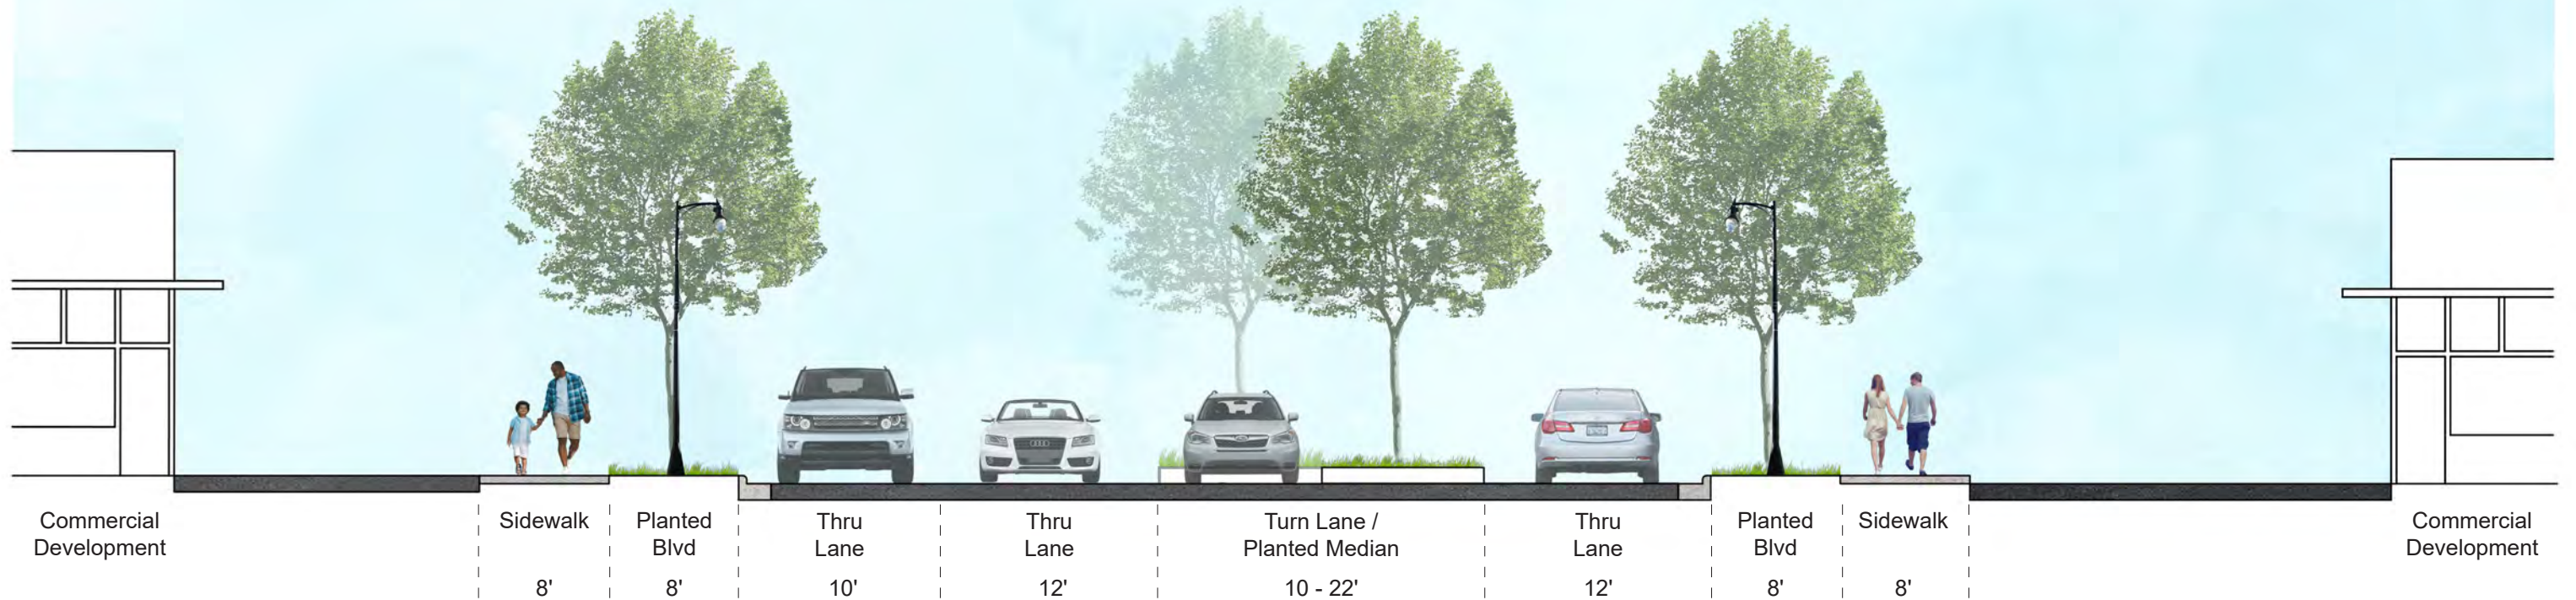 Commercial
Development
Sidewalk
8'
Planted
Blvd
8'
Thru
Lane
10'
Thru
Lane
12'
Turn Lane /
Planted Median
10 - 22'
Thru
Lane
12'
Planted
Blvd
8'
Sidewalk
8'
Commercial
Development